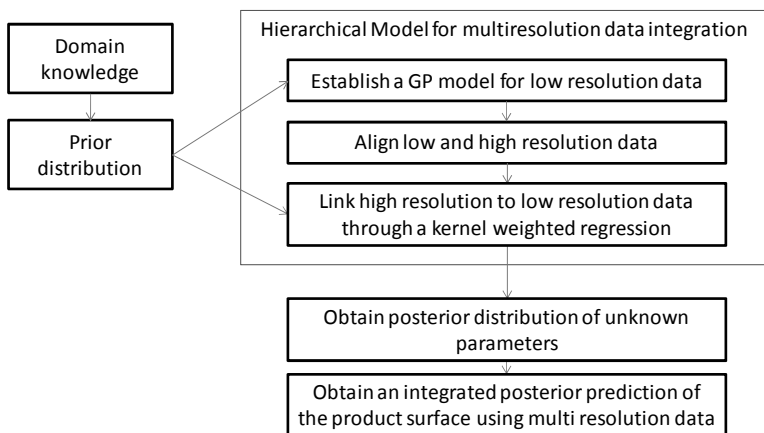 Hierarchical Model for multiresolution data integration
Domain
knowledge
Prior
distribution
Establish a GP model for low resolution data
Align low and high resolution data
Link high resolution to low resolution data
through a kernel weighted regression
Obtain posterior distribution of unknown
parameters
Obtain an integrated posterior prediction of
the product surface using multi resolution data